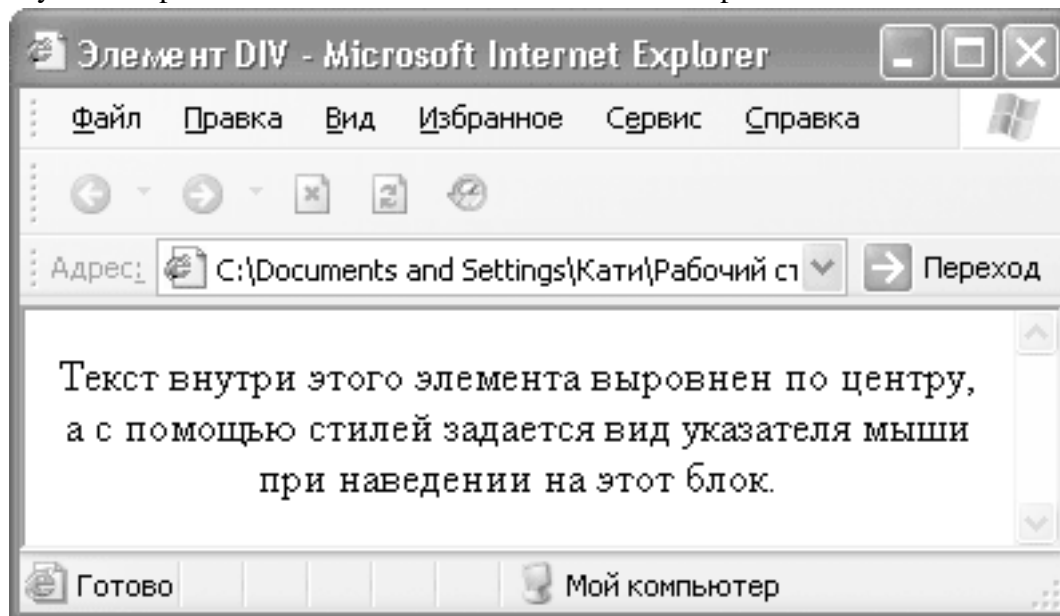 Элемент DIV - Microsoft Internet Explorer
Файл Правка Вид Избранное Сервис Справка
Адрес: C:\Documents and Settings\Кати\Рабочий ст Переход
Текст внутри этого элемента выровнен по центру,
а с помощью стилей задается вид указателя мыши
при наведении на этот блок.
Готово Мой компьютер